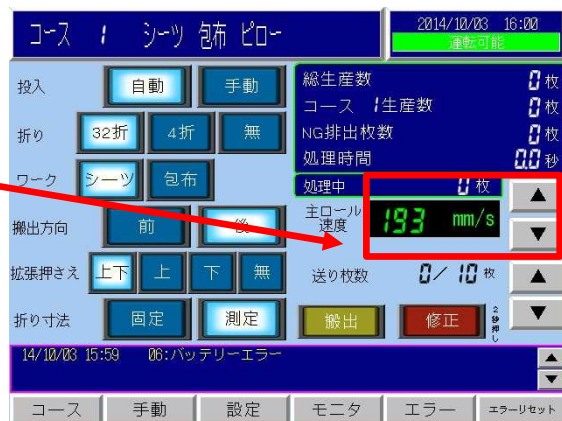 コース 1 シーツ 包布 ピロー
2014/10/03 16:00
運転可能
投入 自動 手動
折り 32折 4折 無
ワーク シーツ 包布
搬出方向 前 後
拡張押さえ 上下 上 下 無
折り寸法 固定 測定
総生産数 0 枚
コース 1生産数 0 枚
NG排出枚数 0 枚
処理時間 0.0 秒
処理中 0 枚 ▲
主ロール速度 193 mm/s ▼
送り枚数 0/ 10 枚 ▲
搬出 修正 2秒押し ▼
14/10/03 15:59 06:バッテリーエラー ▲
▼
コース 手動 設定 モニタ エラー エラーリセット